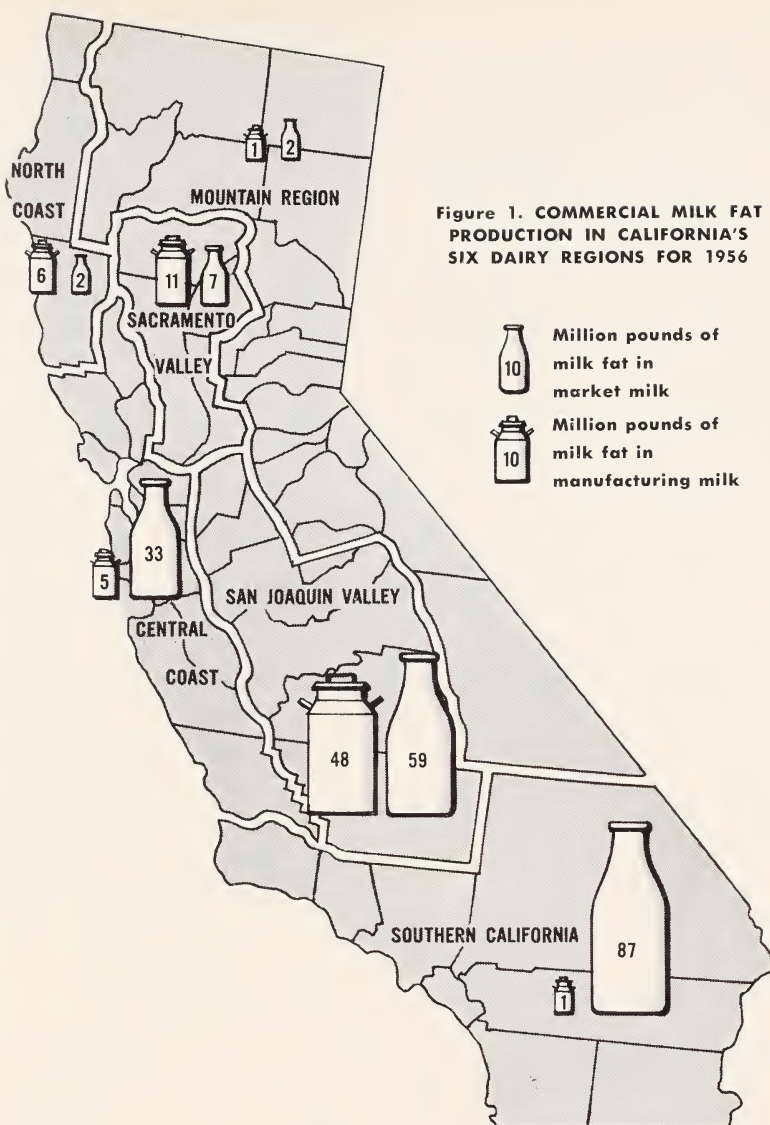 Figure 1. COMMERCIAL MILK FAT
PRODUCTION IN CALIFORNIA'S
SIX DAIRY REGIONS FOR 1956
10
Million pounds of
milk fat in
market milk
10
Million pounds of
milk fat in
manufacturing milk
1 2
NORTH
COAST
MOUNTAIN REGION
6 2
11 7
SACRAMENTO
VALLEY
5 33
CENTRAL
COAST
SAN JOAQUIN VALLEY
48 59
SOUTHERN CALIFORNIA
1 87